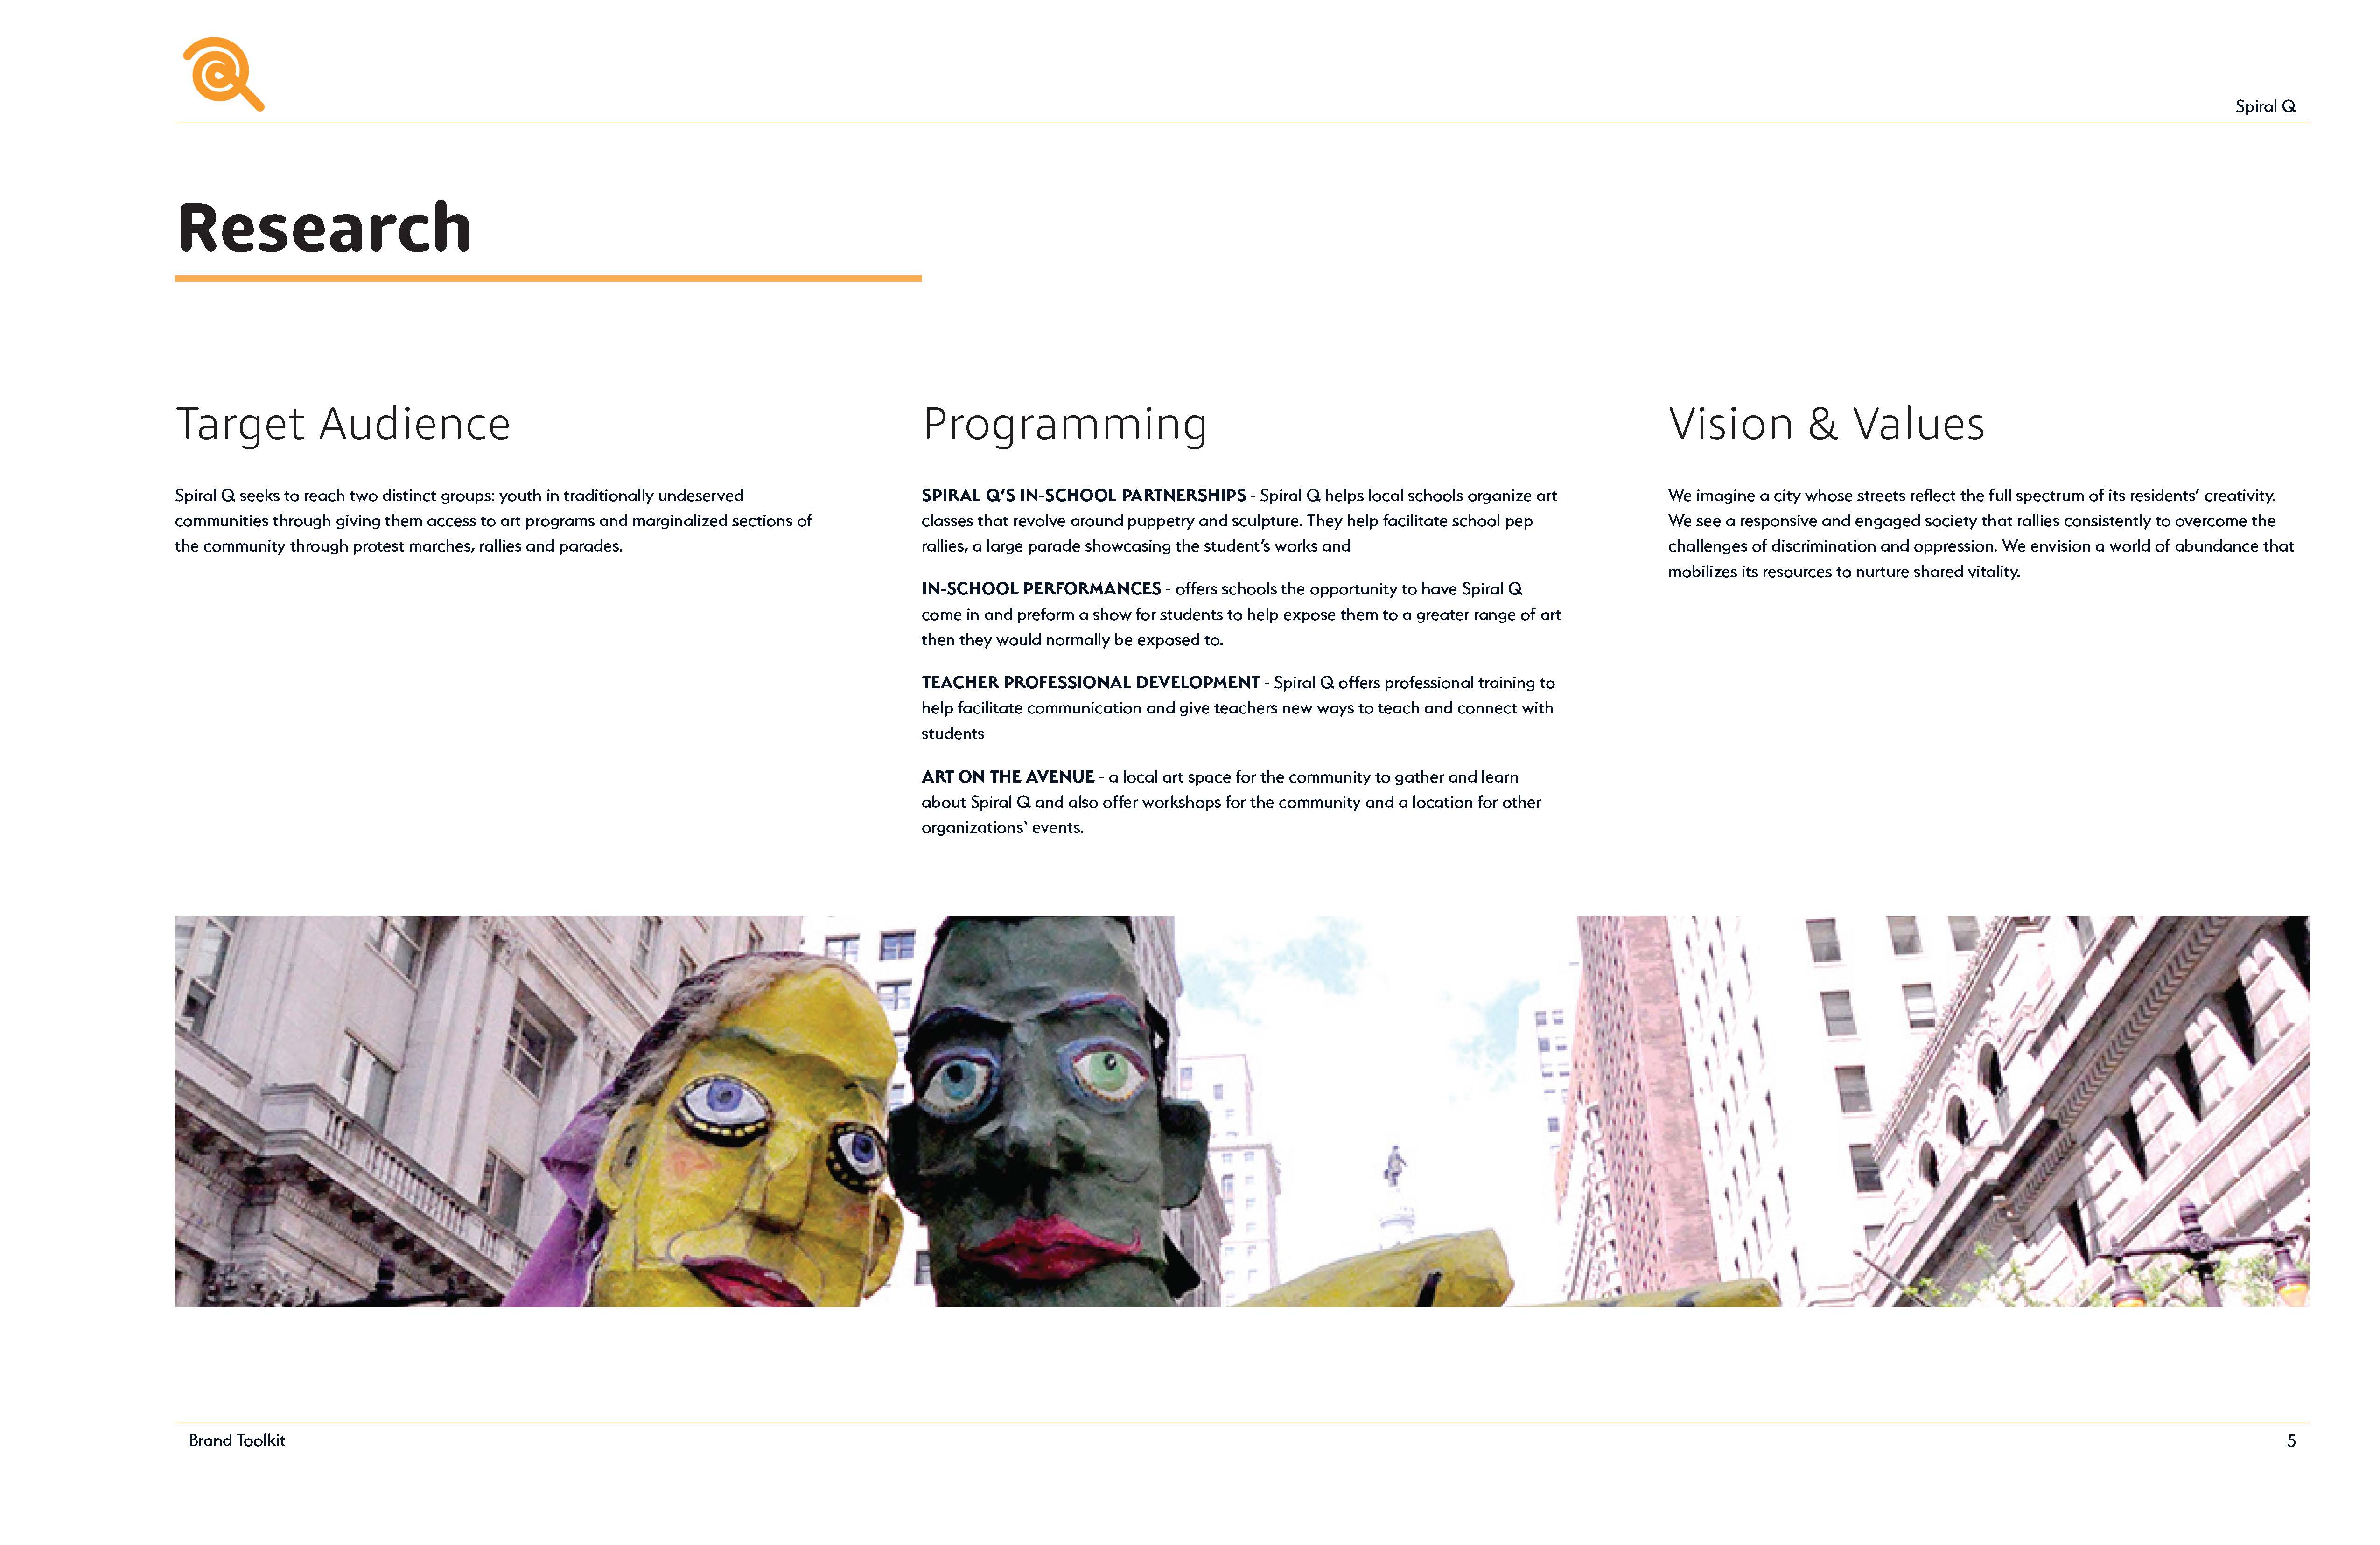 Spiral Q
Research
Target Audience
Spiral Q seeks to reach two distinct groups: youth in traditionally undeserved
communities through giving them access to art programs and marginalized sections of
the community through protest marches, rallies and parades.
Programming
SPIRAL Q’S IN-SCHOOL PARTNERSHIPS - Spiral Q helps local schools organize art
classes that revolve around puppetry and sculpture. They help facilitate school pep
rallies, a large parade showcasing the student’s works and
IN-SCHOOL PERFORMANCES - offers schools the opportunity to have Spiral Q
come in and preform a show for students to help expose them to a greater range of art
then they would normally be exposed to.
TEACHER PROFESSIONAL DEVELOPMENT - Spiral Q offers professional training to
help facilitate communication and give teachers new ways to teach and connect with
students
ART ON THE AVENUE - a local art space for the community to gather and learn
about Spiral Q and also offer workshops for the community and a location for other
organizations‘ events.
Vision & Values
We imagine a city whose streets reflect the full spectrum of its residents’ creativity.
We see a responsive and engaged society that rallies consistently to overcome the
challenges of discrimination and oppression. We envision a world of abundance that
mobilizes its resources to nurture shared vitality.
Brand Toolkit
5